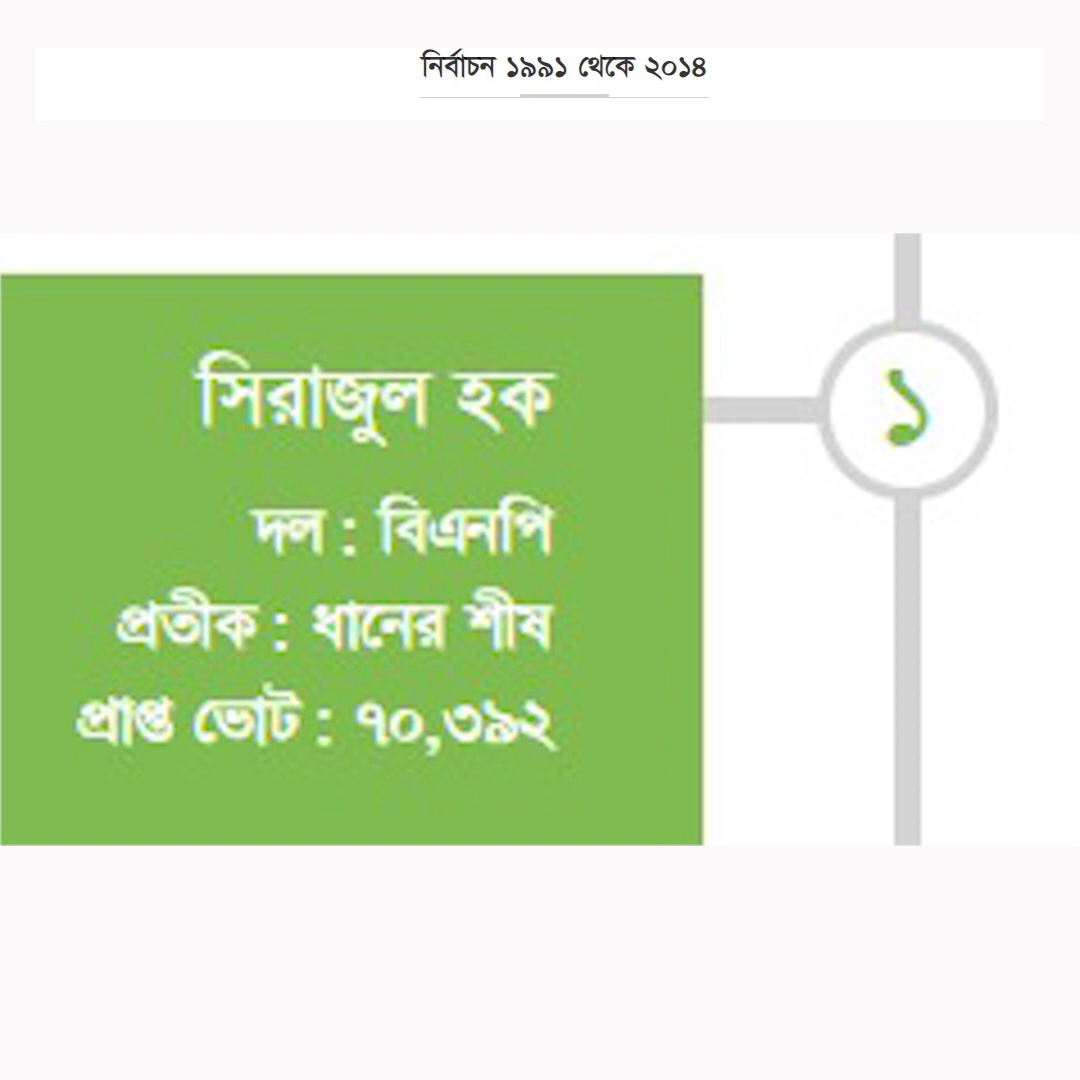 নির্বাচন ১৯৯১ থেকে ২০১৪
সিরাজুল হক
১
দল : বিএনপি
প্রতীক : ধানের শীষ
প্রাপ্ত ভোট : ৭০,৩৯২